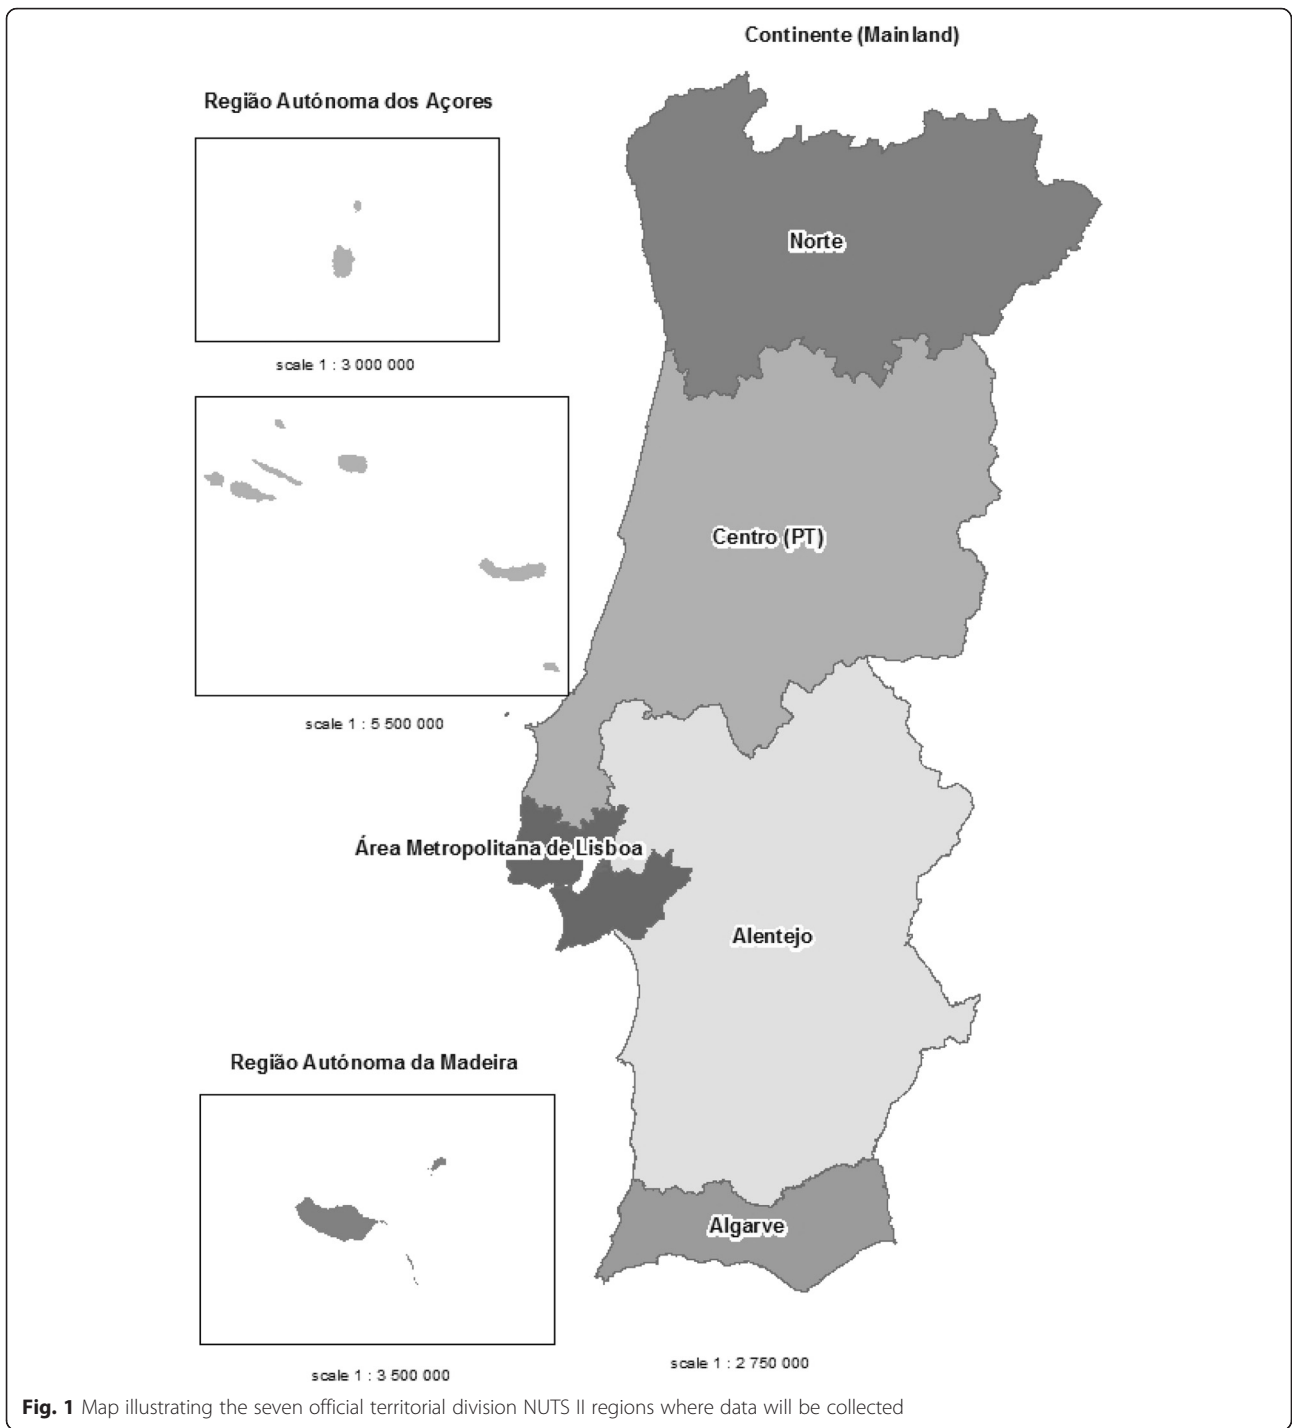 Continente (Mainland)
Região Autónoma dos Açores
Norte
scale 1 : 3 000 000
Centro (PT)
scale 1 : 5 500 000
Área Metropolitana de Lisboa
Alentejo
Região Autónoma da Madeira
Algarve
scale 1 : 2 750 000
scale 1 : 3 500 000
Fig. 1 Map illustrating the seven official territorial division NUTS II regions where data will be collected